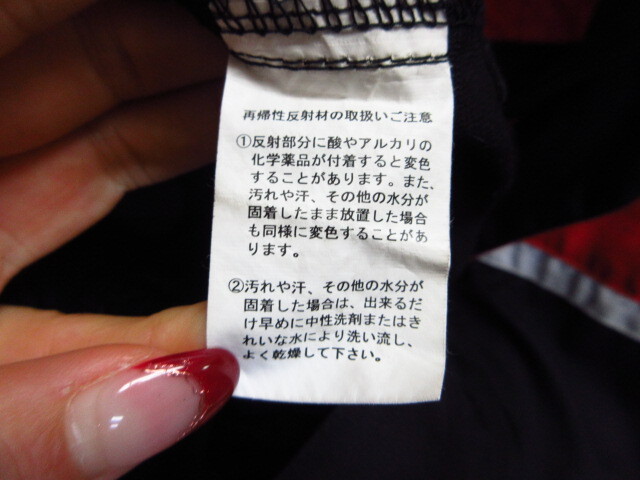 再帰性反射材の取扱いご注意
①反射部分に酸やアルカリの
化学薬品が付着すると変色
することがあります。また、
汚れや汗、その他の水分が
固着したまま放置した場合
も同様に変色することがあ
ります。
②汚れや汗、その他の水分が
固着した場合は、出来るだ
け早めに中性洗剤またはき
れいな水により洗い流し、
よく乾燥して下さい。